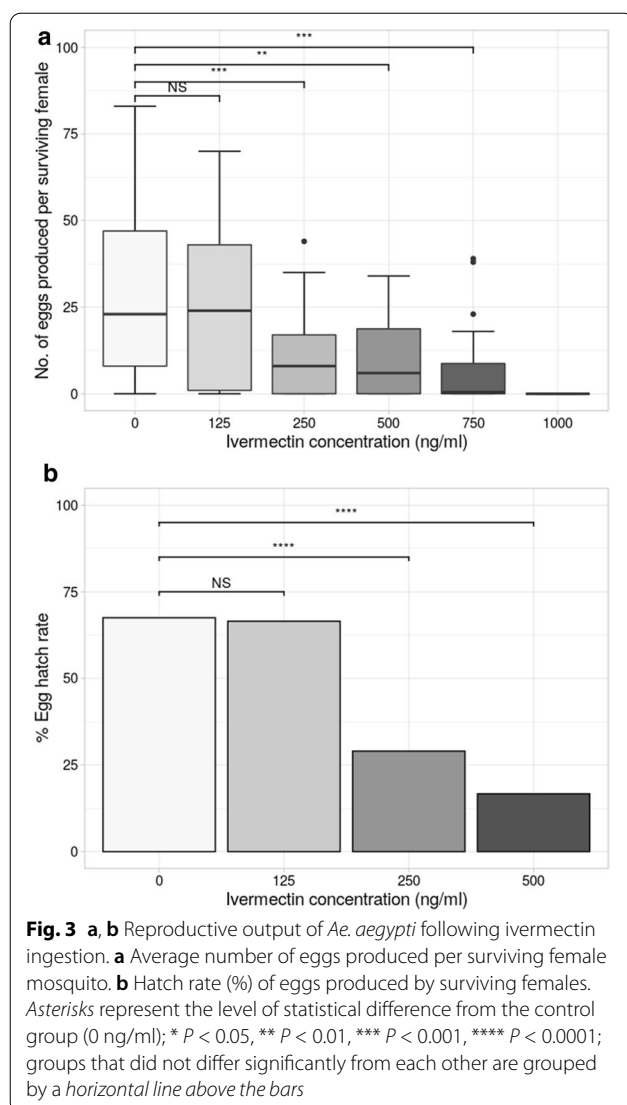 a
***
**
***
NS
100
75
50
25
0
No. of eggs produced per surviving female
0 125 250 500 750 1000
Ivermectin concentration (ng/ml)
b
****
****
NS
100
75
50
25
0
% Egg hatch rate
0 125 250 500
Ivermectin concentration (ng/ml)
Fig. 3 a, b Reproductive output of Ae. aegypti following ivermectin
ingestion. a Average number of eggs produced per surviving female
mosquito. b Hatch rate (%) of eggs produced by surviving females.
Asterisks represent the level of statistical difference from the control
group (0 ng/ml); * P < 0.05, ** P < 0.01, *** P < 0.001, **** P < 0.0001;
groups that did not differ significantly from each other are grouped
by a horizontal line above the bars